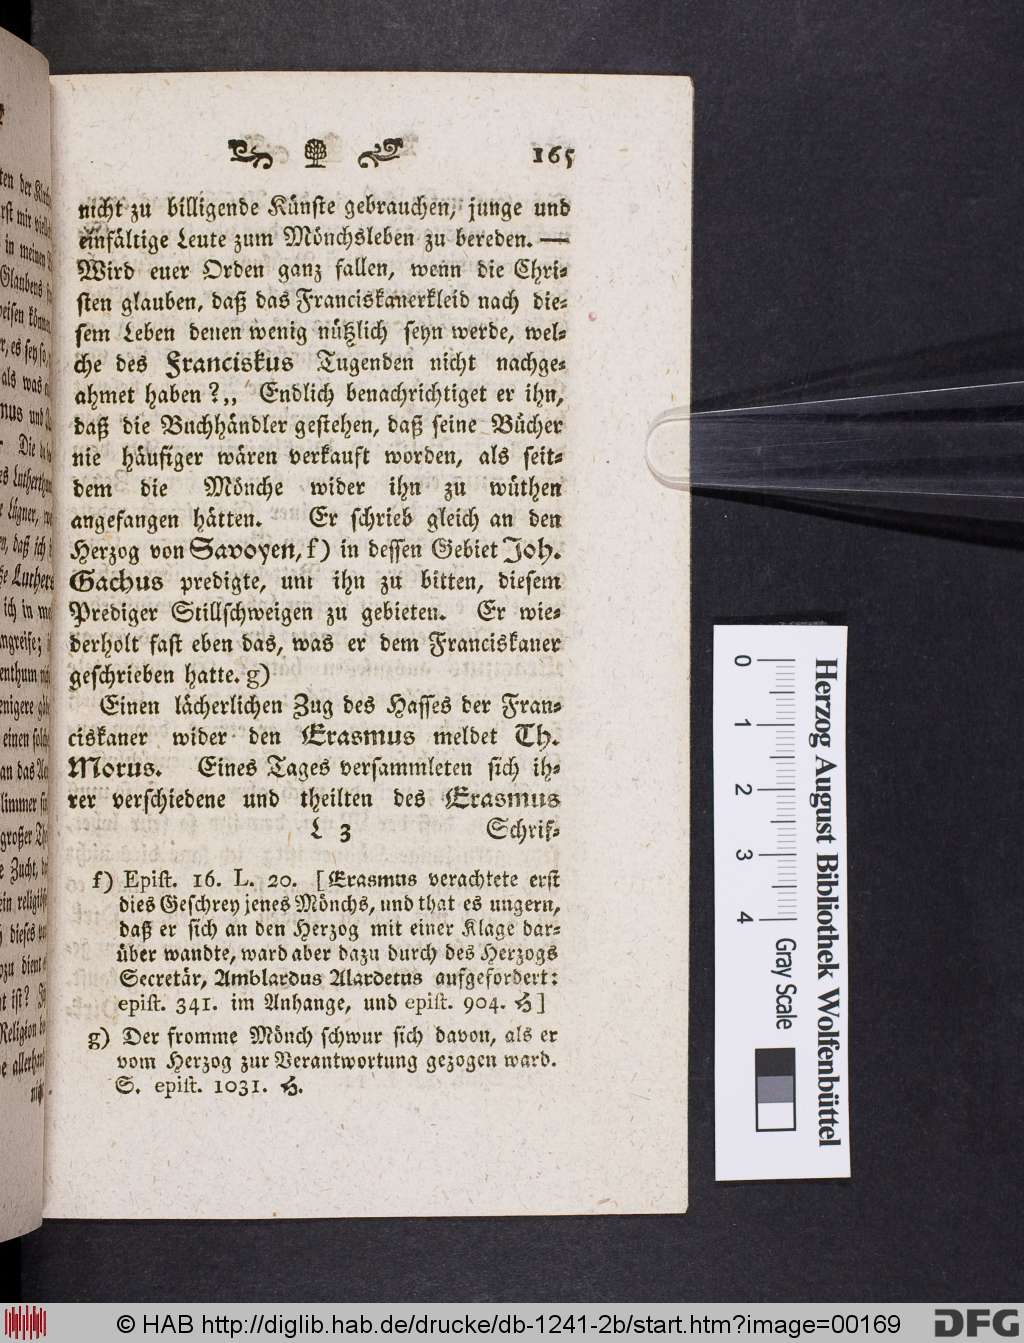 165
nicht zu billigende Künste gebrauchen, junge und
einfältige Leute zum Mönchsleben zu bereden. —
Wird euer Orden ganz fallen, wenn die Chri-
sten glauben, daß das Franciskanerkleid nach die-
sem Leben denen wenig nützlich seyn werde, wel-
che des Franciskus Tugenden nicht nachge-
ahmet haben?„ Endlich benachrichtiget er ihn,
daß die Buchhändler gestehen, daß seine Bücher
nie häufiger wären verkauft worden, als seit-
dem die Mönche wider ihn zu wüthen
angefangen hätten. Er schrieb gleich an den
Herzog von Savoyen, f) in dessen Gebiet Joh.
Gachus predigte, um ihn zu bitten, diesem
Prediger Stillschweigen zu gebieten. Er wie-
derholt fast eben das, was er dem Franciskaner
geschrieben hatte. g)
Einen lächerlichen Zug des Hasses der Fran-
ciskaner wider den Erasmus meldet Th.
Morus. Eines Tages versammleten sich ih-
rer verschiedene und theilten des Erasmus
L 3 Schrif-
f) Epist. 16. L. 20. [Erasmus verachtete erst
dies Geschrey jenes Mönchs, und that es ungern,
daß er sich an den Herzog mit einer Klage dar-
über wandte, ward aber dazu durch des Herzogs
Secretär, Amblardus Alardetus aufgefordert:
epist. 341. im Anhange, und epist. 904. H]
g) Der fromme Mönch schwur sich davon, als er
vom Herzog zur Verantwortung gezogen ward.
S. epist. 1031. H.
0 1 2 3 4 Gray Scale
Herzog August Bibliothek Wolfenbüttel
© HAB http://diglib.hab.de/drucke/db-1241-2b/start.htm?image=00169
DFG